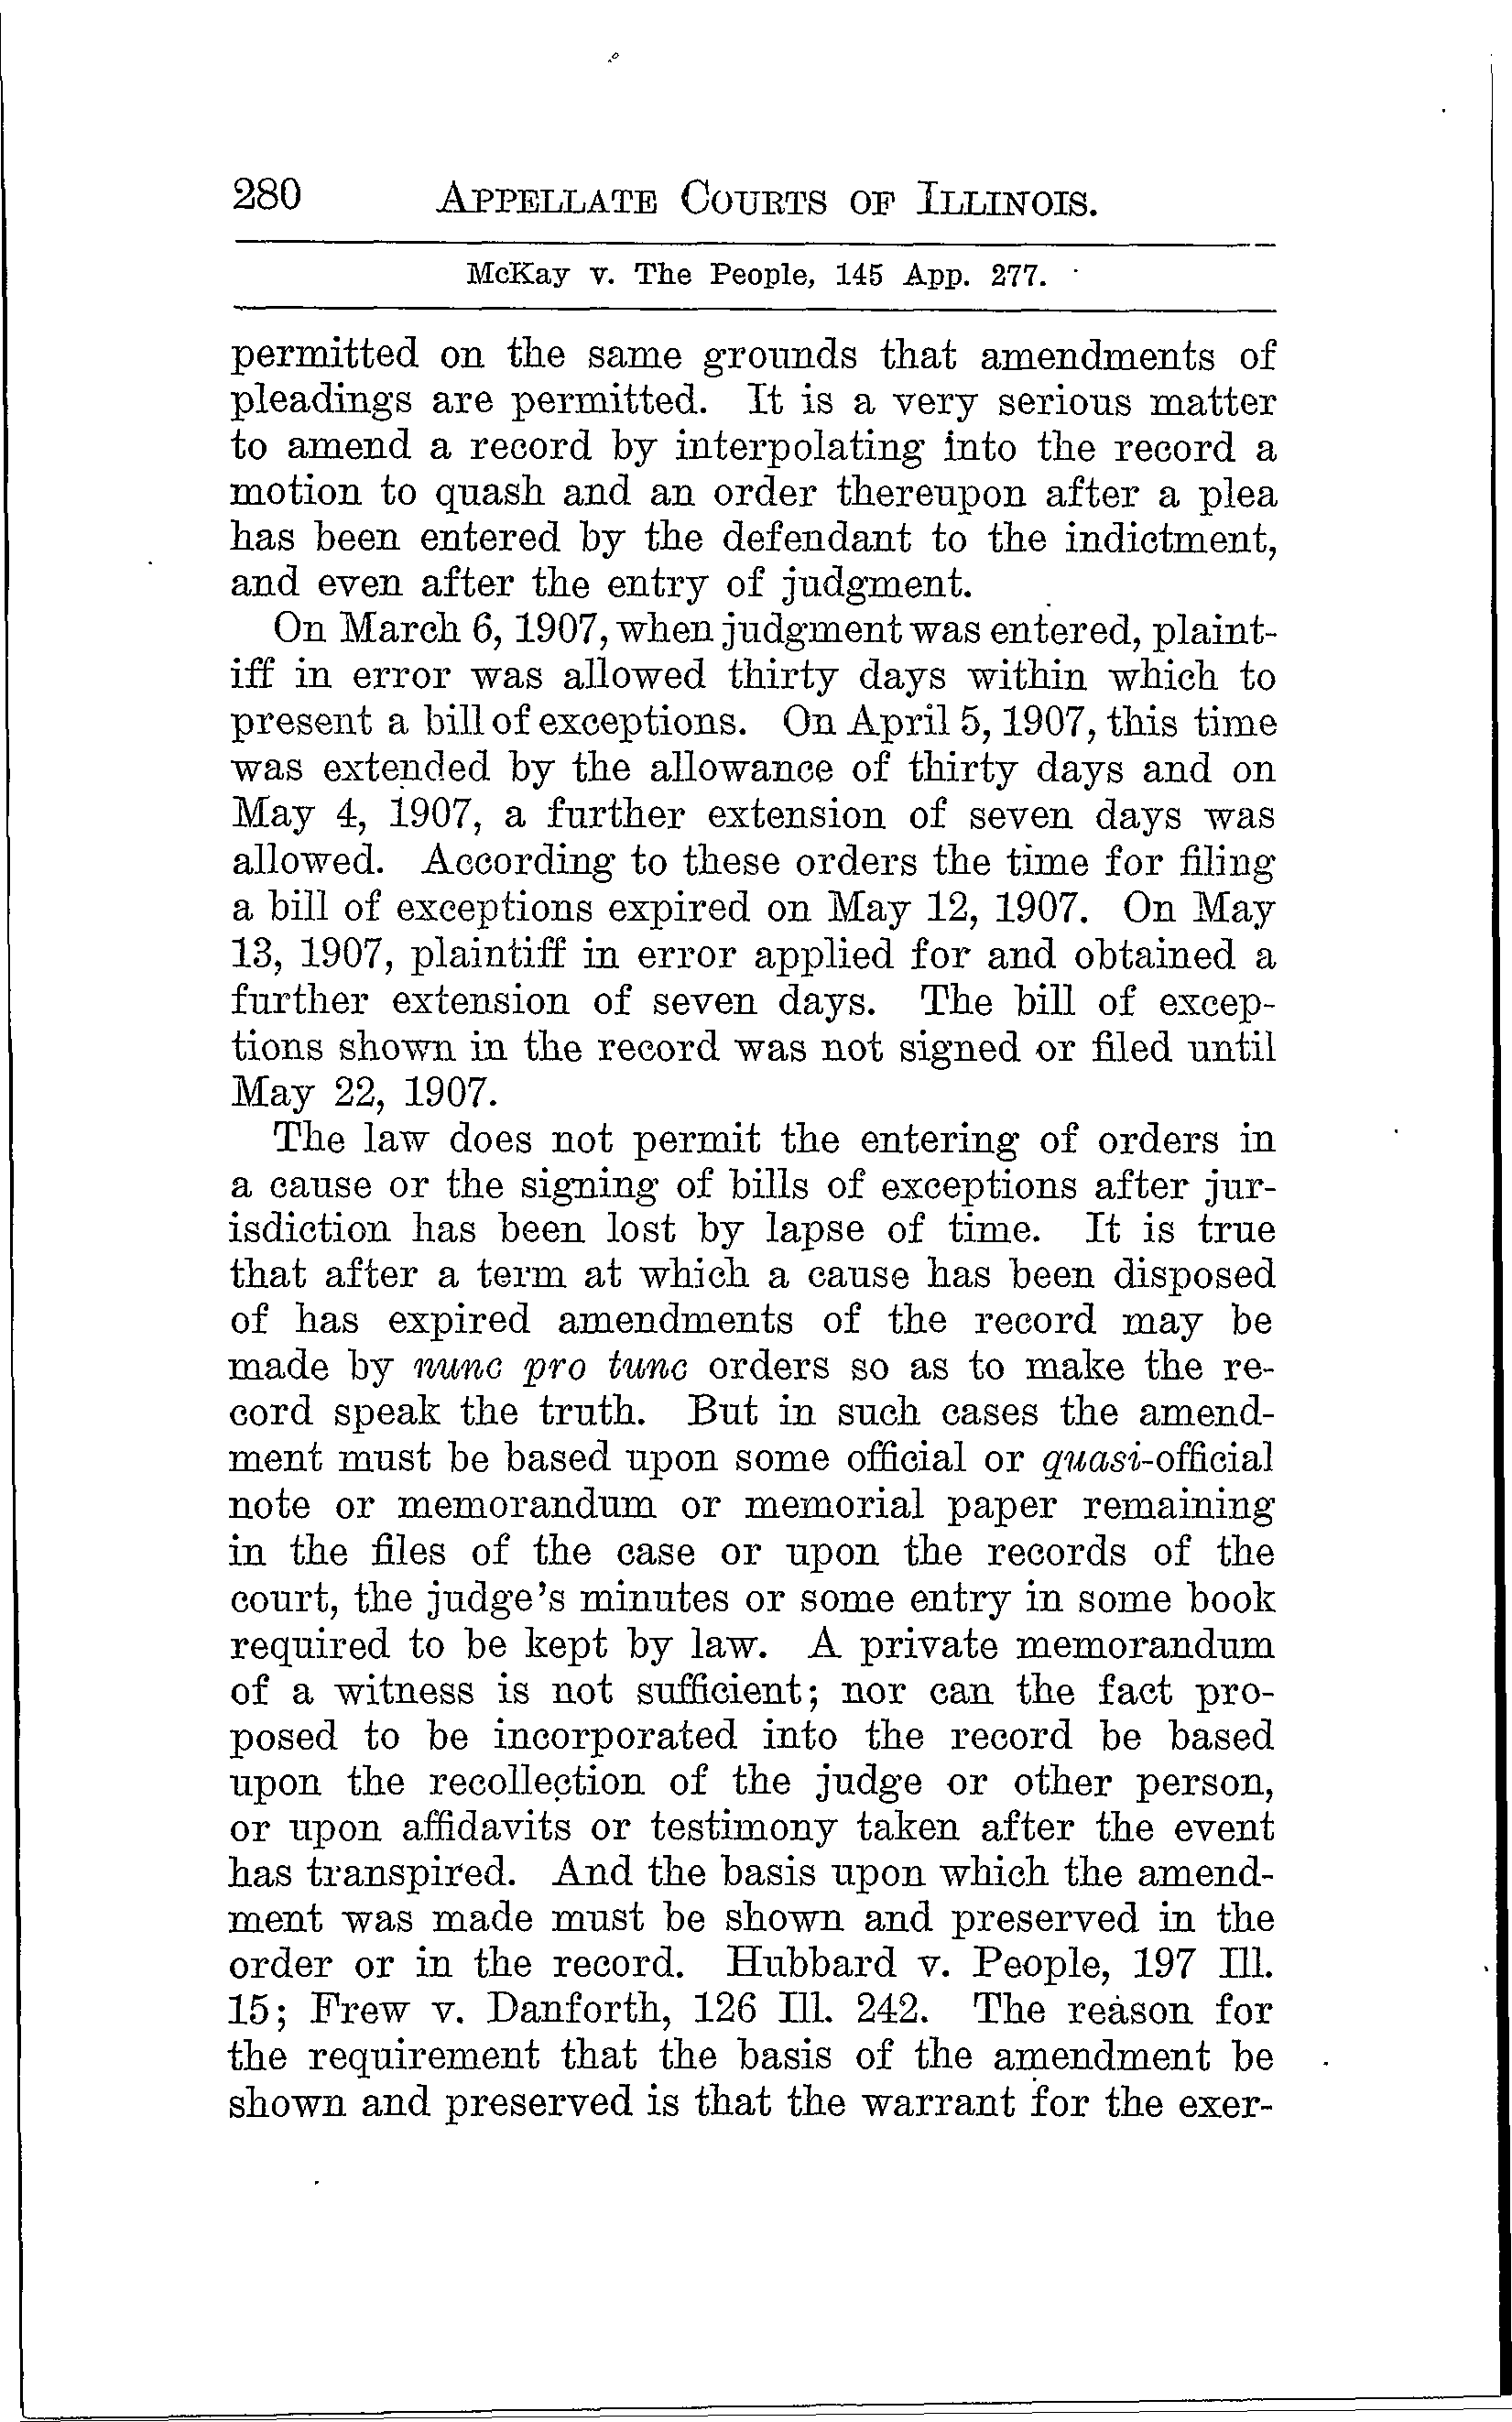 280 APPELLATE COURTS OF ILLINOIS.
McKay v. The People, 145 App. 277.
permitted on the same grounds that amendments of
pleadings are permitted. It is a very serious matter
to amend a record by interpolating into the record a
motion to quash and an order thereupon after a plea
has been entered by the defendant to the indictment,
and even after the entry of judgment.
On March 6, 1907, when judgment was entered, plaint-
iff in error was allowed thirty days within which to
present a bill of exceptions. On April 5, 1907, this time
was extended by the allowance of thirty days and on
May 4, 1907, a further extension of seven days was
allowed. According to these orders the time for filing
a bill of exceptions expired on May 12, 1907. On May
13, 1907, plaintiff in error applied for and obtained a
further extension of seven days. The bill of excep-
tions shown in the record was not signed or filed until
May 22, 1907.
The law does not permit the entering of orders in
a cause or the signing of bills of exceptions after jur-
isdiction has been lost by lapse of time. It is true
that after a term at which a cause has been disposed
of has expired amendments of the record may be
made by nunc pro tunc orders so as to make the re-
cord speak the truth. But in such cases the amend-
ment must be based upon some official or quasi-official
note or memorandum or memorial paper remaining
in the files of the case or upon the records of the
court, the judge's minutes or some entry in some book
required to be kept by law. A private memorandum
of a witness is not sufficient; nor can the fact pro-
posed to be incorporated into the record be based
upon the recollection of the judge or other person,
or upon affidavits or testimony taken after the event
has transpired. And the basis upon which the amend-
ment was made must be shown and preserved in the
order or in the record. Hubbard v. People, 197 Ill.
15; Frew v. Danforth, 126 Ill. 242. The reason for
the requirement that the basis of the amendment be
shown and preserved is that the warrant for the exer-